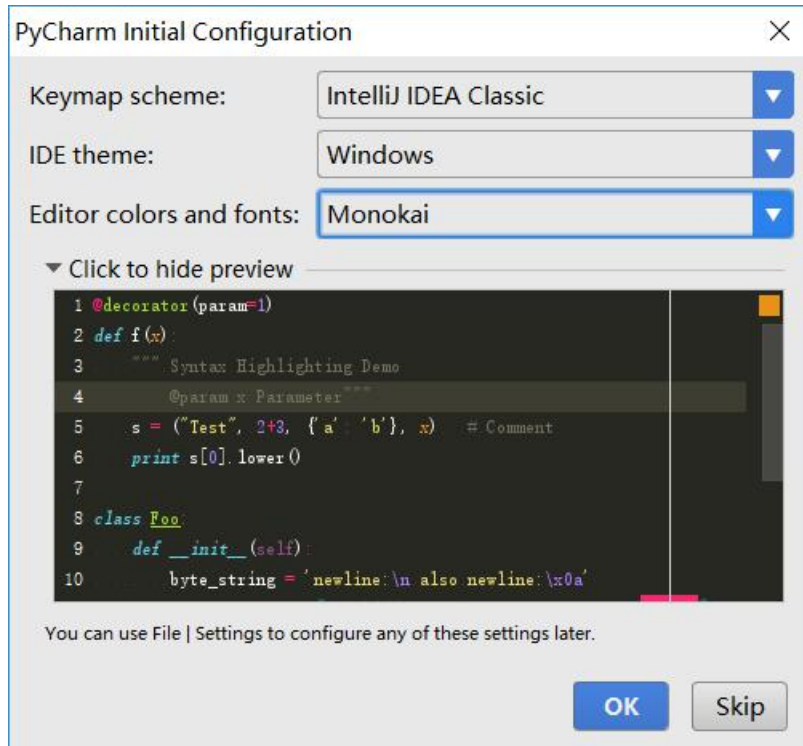 PyCharm Initial Configuration
Keymap scheme: IntelliJ IDEA Classic
IDE theme: Windows
Editor colors and fonts: Monokai
Click to hide preview
1 @decorator(param=1)
2 def f(x):
3 """ Syntax Highlighting Demo
4 @param x Parameter"""
5 s = ("Test", 2+3, {'a': 'b'}, x) # Comment
6 print s[0].lower()
7
8 class Foo:
9 def __init__(self):
10 byte_string = 'newline:\n also newline:\x0a'
You can use File | Settings to configure any of these settings later.
OK Skip